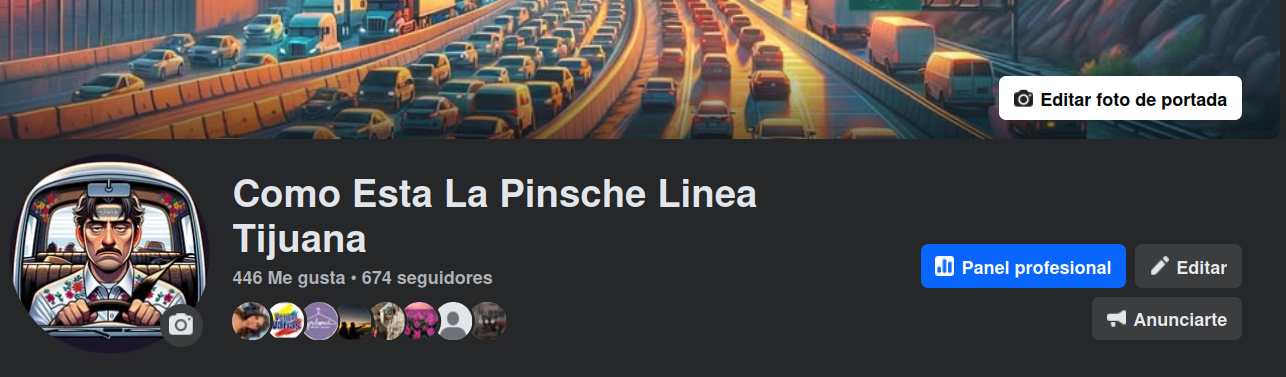 Editar foto de portada
Como Esta La Pinsche Linea
Tijuana
446 Me gusta • 674 seguidores
Panel profesional
Editar
Anunciarte